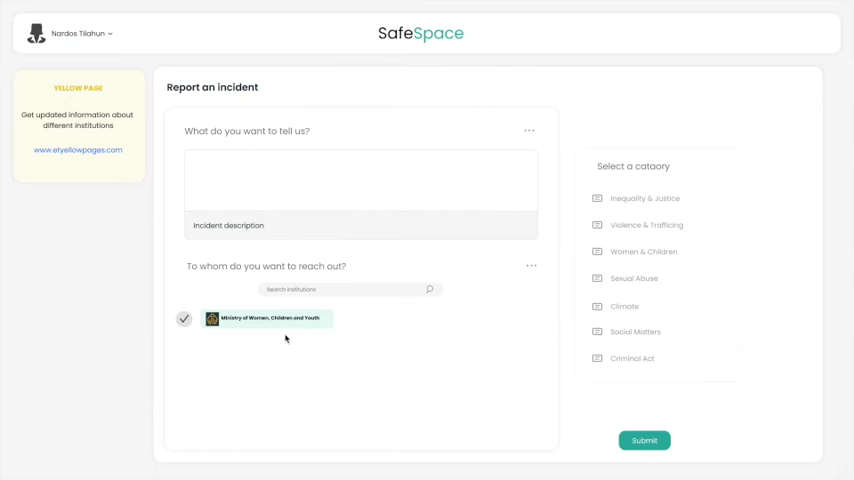 Nardos Tilahun
SafeSpace
YELLOW PAGE
Get updated information about
different institutions
www.etyellowpages.com
Report an incident
What do you want to tell us?
Incident description
To whom do you want to reach out?
Search institutions
Ministry of Women, Children and Youth
Select a cataory
Inequality & Justice
Violence & Trafficing
Women & Children
Sexual Abuse
Climate
Social Matters
Criminal Act
Submit